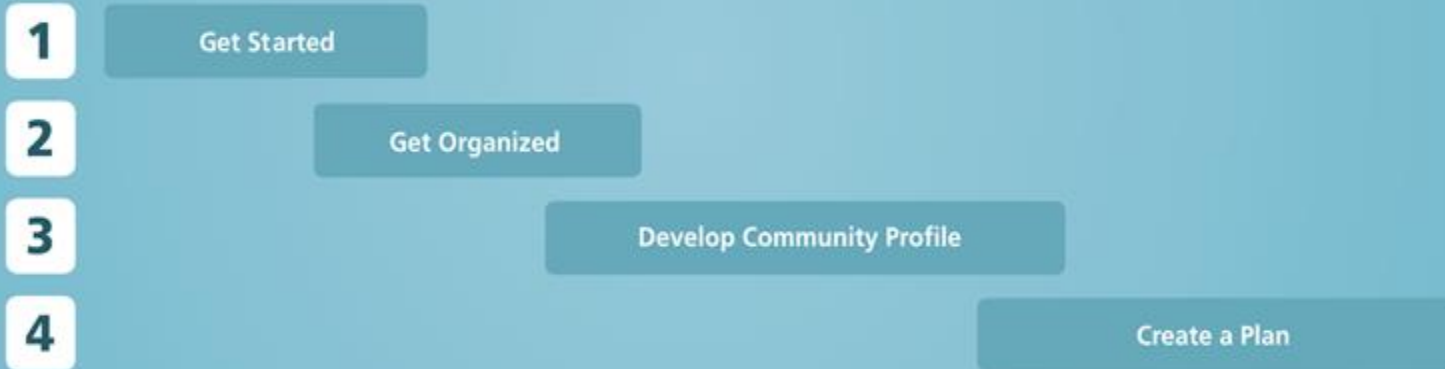 1 Get Started
2 Get Organized
3 Develop Community Profile
4 Create a Plan